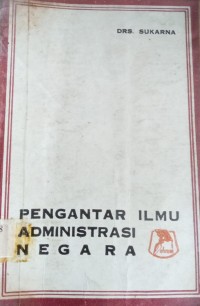 DRS. SUKARNA
PENGANTAR ILMU
ADMINISTRASI
NEGARA